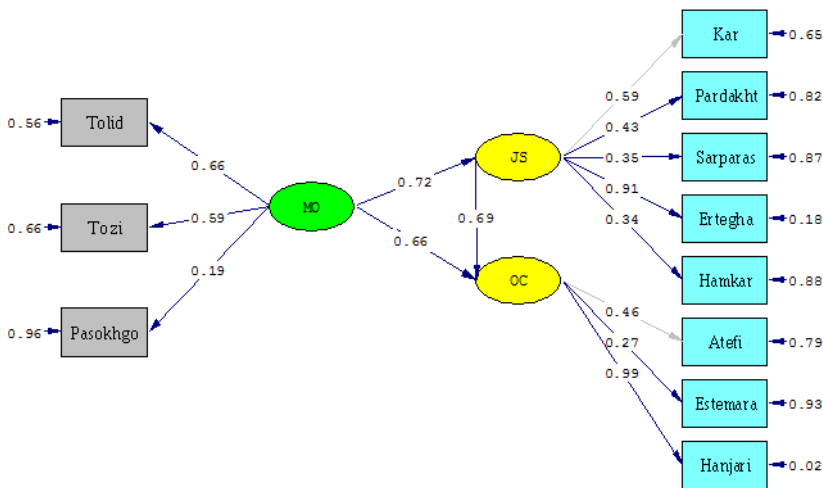 Kar
0.65
0.59
Pardakht
0.82
0.43
0.56
Tolid
0.66
JS
0.35
Sarparas
0.87
0.72
0.91
MO
0.69
Ertegha
0.18
0.66
Tozi
0.59
0.34
0.66
0.19
OC
Hamkar
0.88
0.46
0.96
Pasokhgo
0.27
Atefi
0.79
0.99
Estemara
0.93
Hanjari
0.02